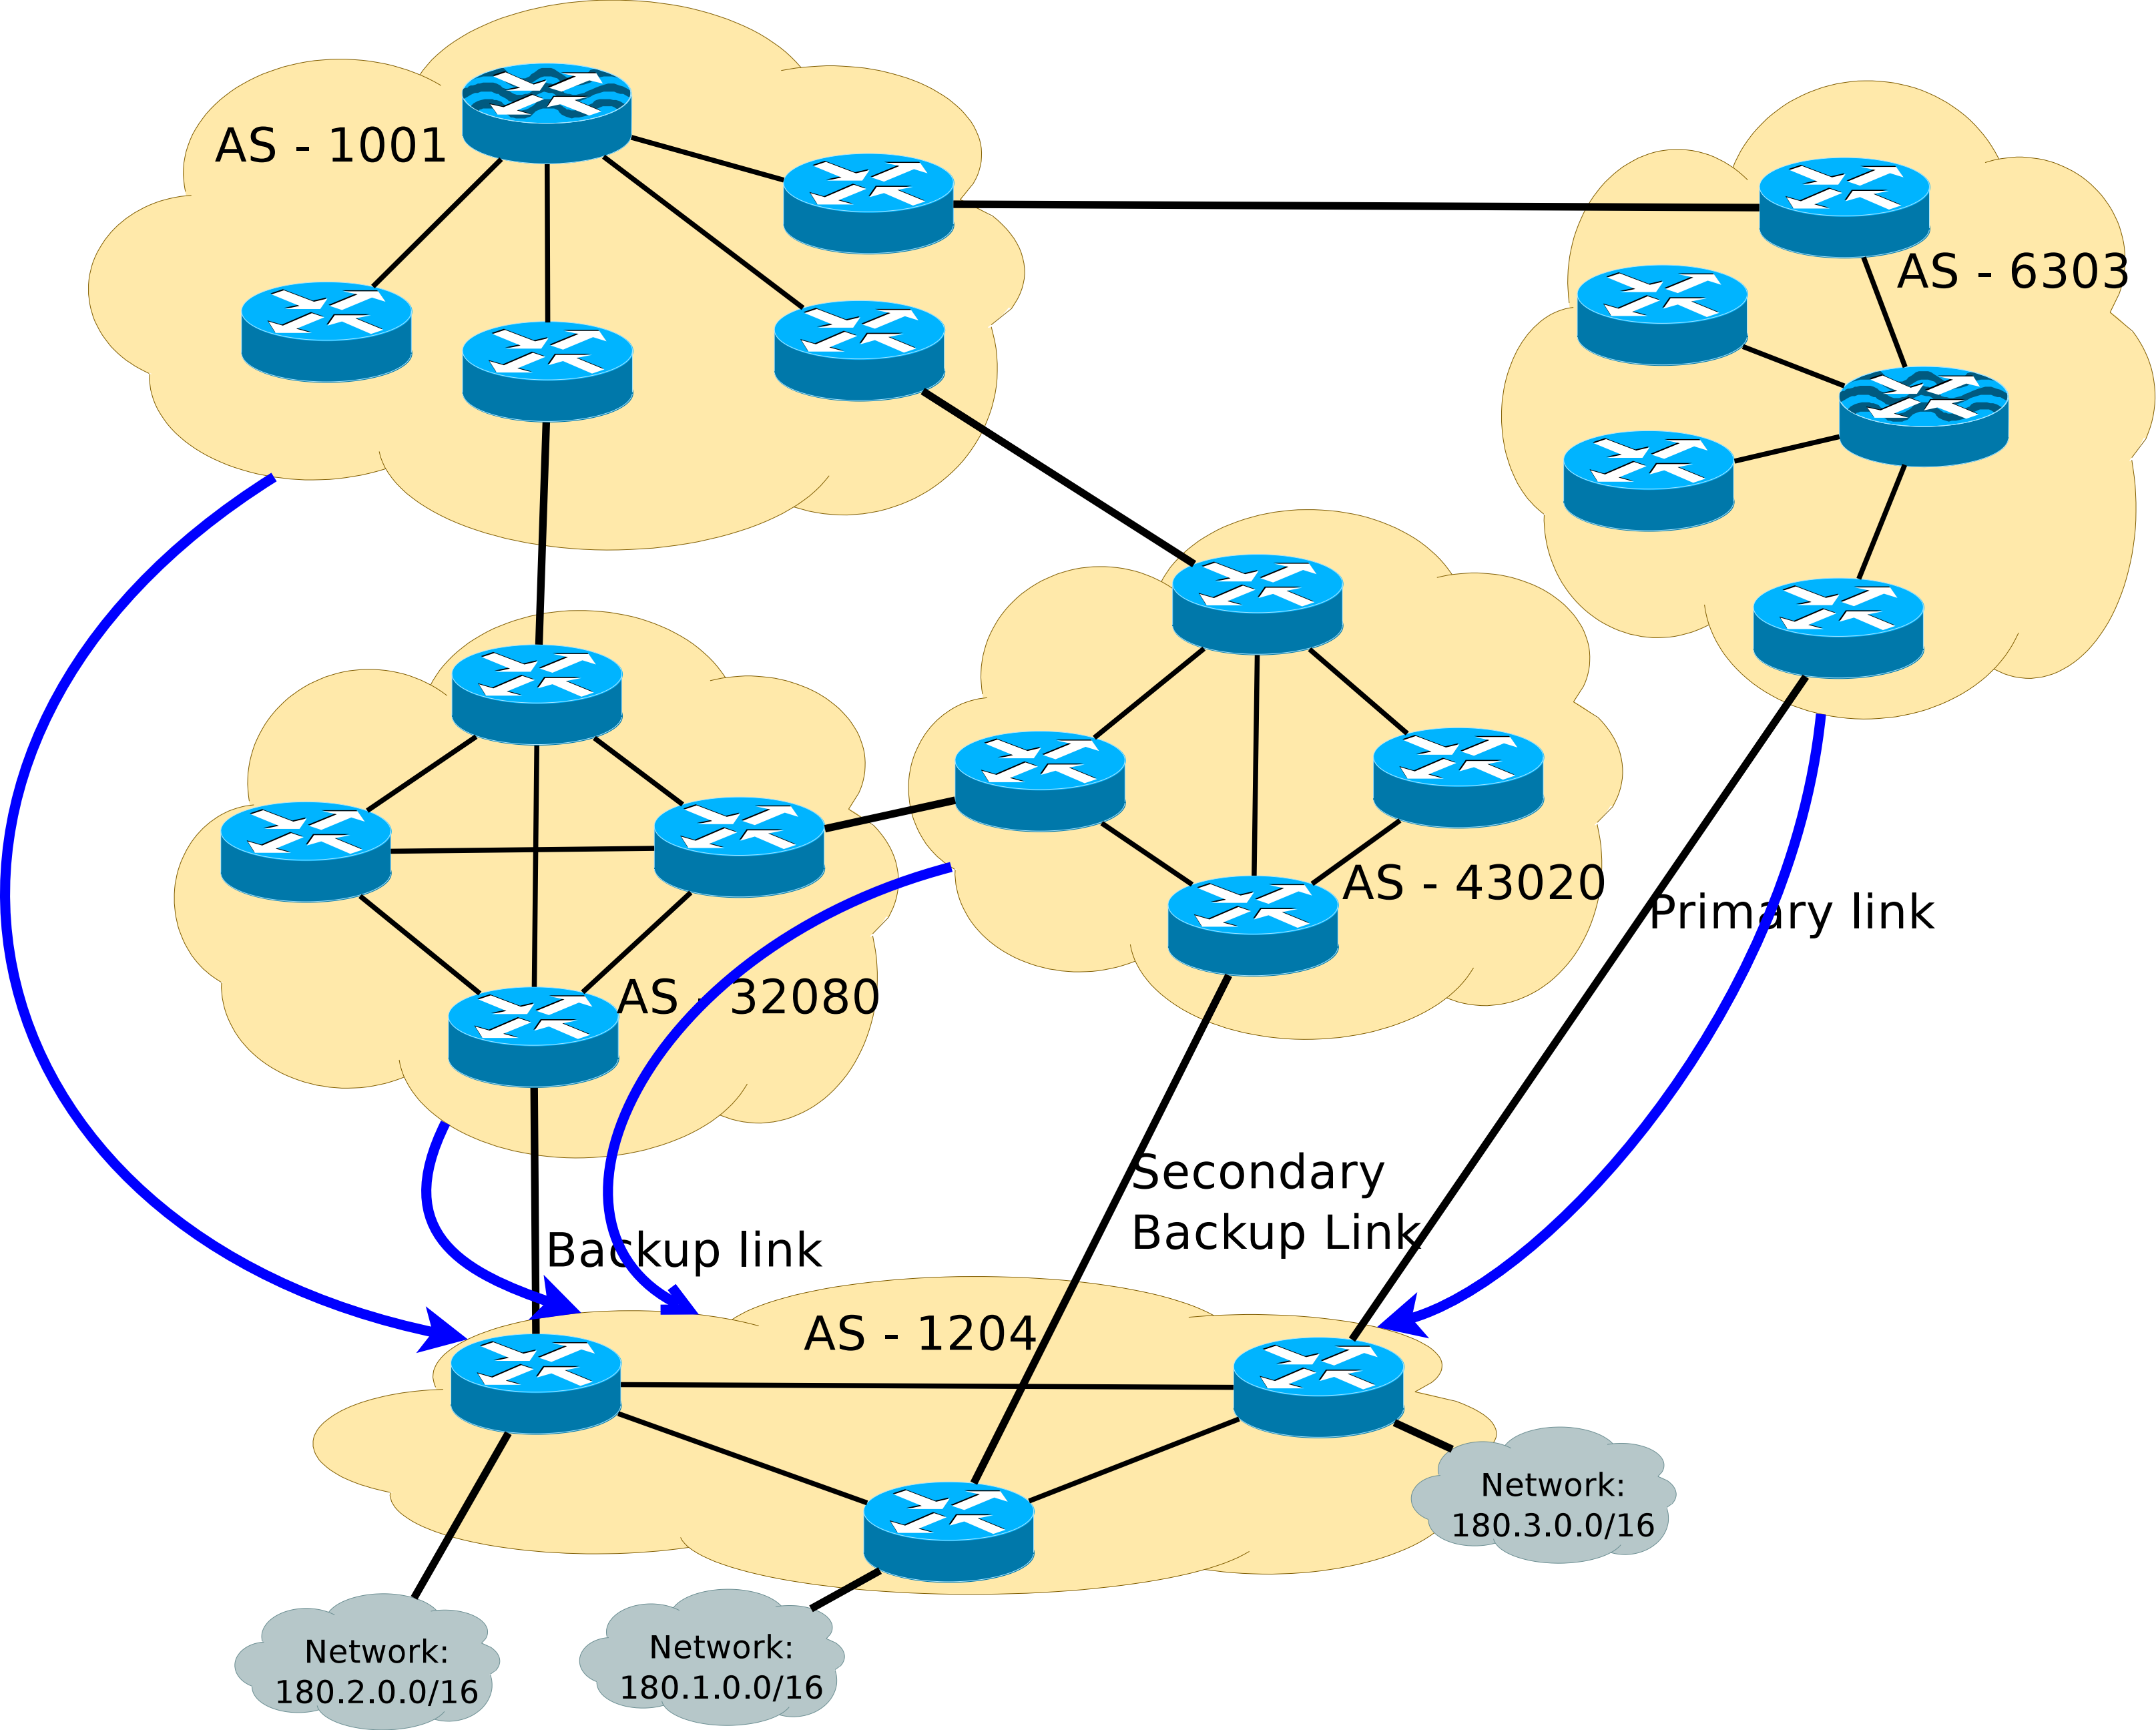 AS - 1001
AS - 6303
AS - 43020
Primary link
AS - 32080
Secondary
Backup Link
Backup link
AS - 1204
Network:
180.3.0.0/16
Network:
180.2.0.0/16
Network:
180.1.0.0/16